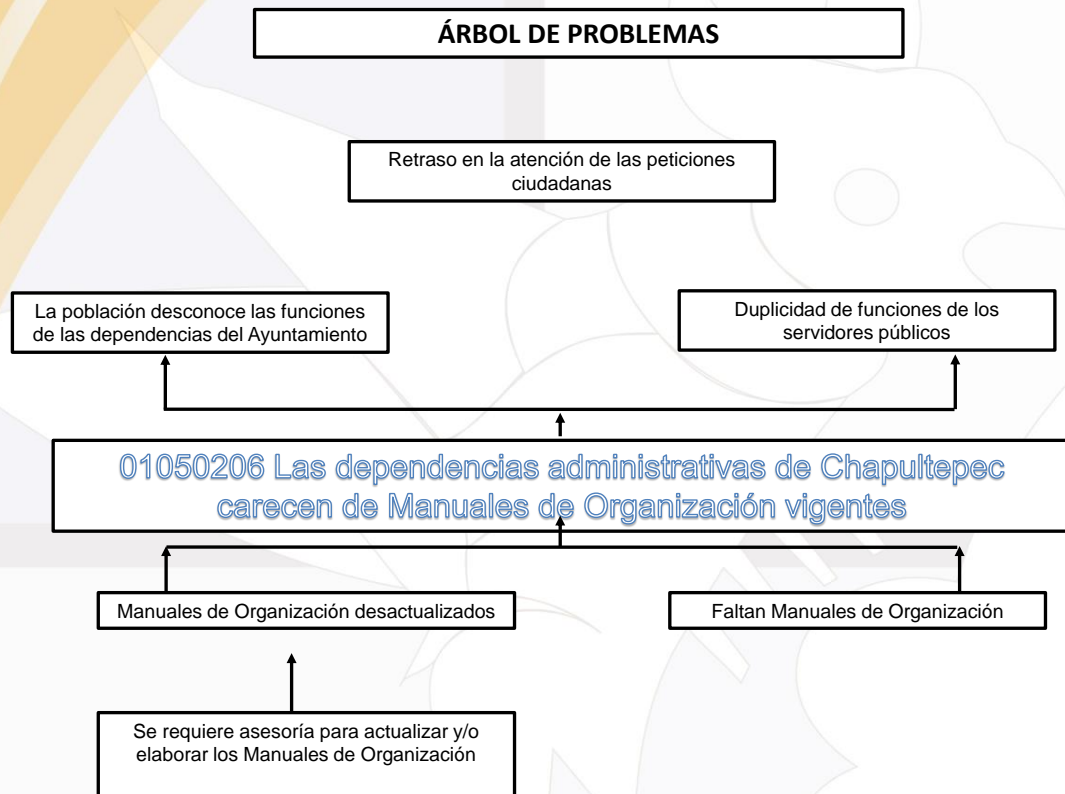 ÁRBOL DE PROBLEMAS
Retraso en la atención de las peticiones
ciudadanas
La población desconoce las funciones
de las dependencias del Ayuntamiento
Duplicidad de funciones de los
servidores públicos
01050206 Las dependencias administrativas de Chapultepec
carecen de Manuales de Organización vigentes
Manuales de Organización desactualizados
Faltan Manuales de Organización
Se requiere asesoría para actualizar y/o
elaborar los Manuales de Organización